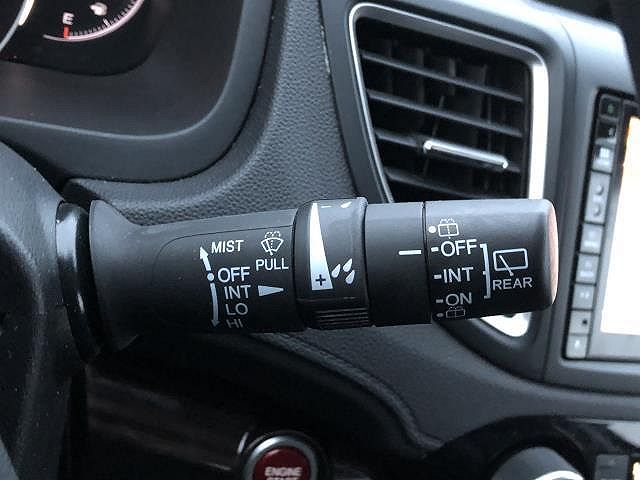 E
MIST
PULL
OFF
INT
LO
HI
- 
+
OFF
INT
ON
REAR
ENGINE